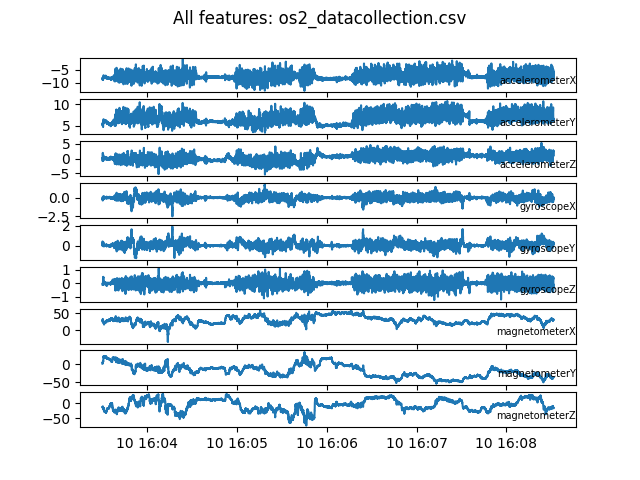 All features: os2_datacollection.csv
−5
−10
accelerometerX
10
5
accelerometerY
5
0
−5
accelerometerZ
0.0
−2.5
gyroscopeX
2
0
gyroscopeY
1
0
−1
gyroscopeZ
50
0
magnetometerX
0
−50
magnetometerY
0
−50
magnetometerZ
10 16:04 10 16:05 10 16:06 10 16:07 10 16:08